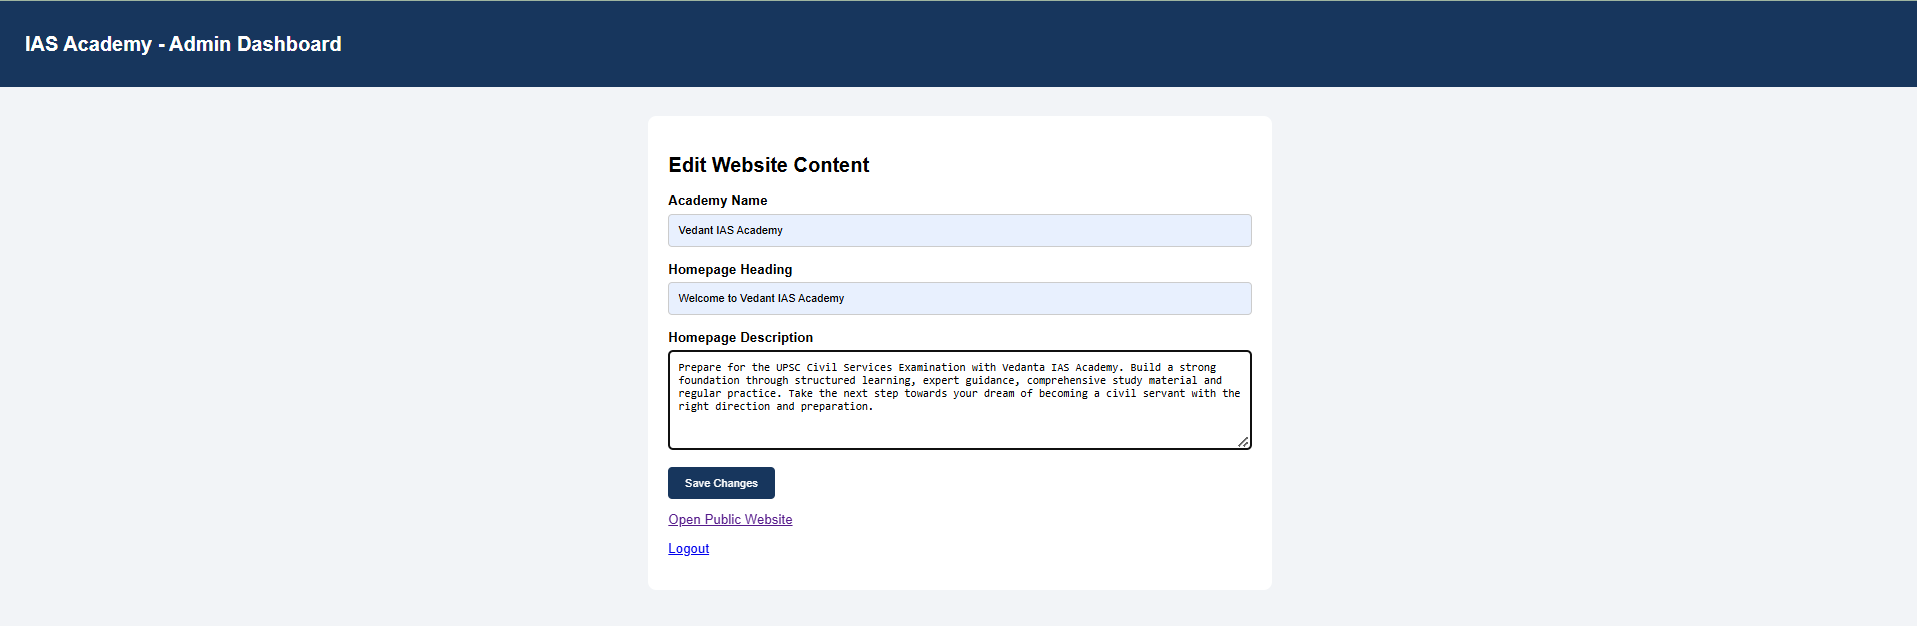 IAS Academy - Admin Dashboard
Edit Website Content
Academy Name
Vedant IAS Academy
Homepage Heading
Welcome to Vedant IAS Academy
Homepage Description
Prepare for the UPSC Civil Services Examination with Vedanta IAS Academy. Build a strong
foundation through structured learning, expert guidance, comprehensive study material and
regular practice. Take the next step towards your dream of becoming a civil servant with the
right direction and preparation.
Save Changes
Open Public Website
Logout